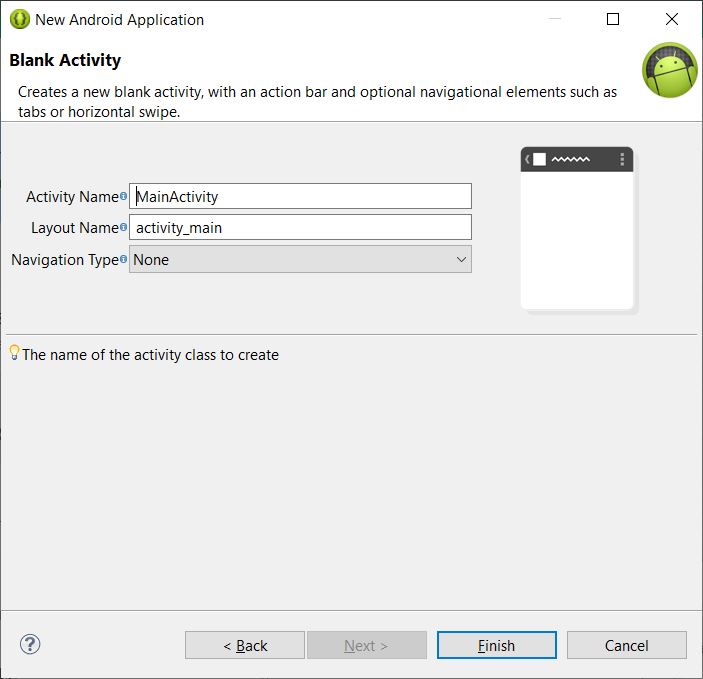 New Android Application
Blank Activity
Creates a new blank activity, with an action bar and optional navigational elements such as
tabs or horizontal swipe.
Activity Name MainActivity
Layout Name activity_main
Navigation Type None
The name of the activity class to create
< Back Next > Finish Cancel